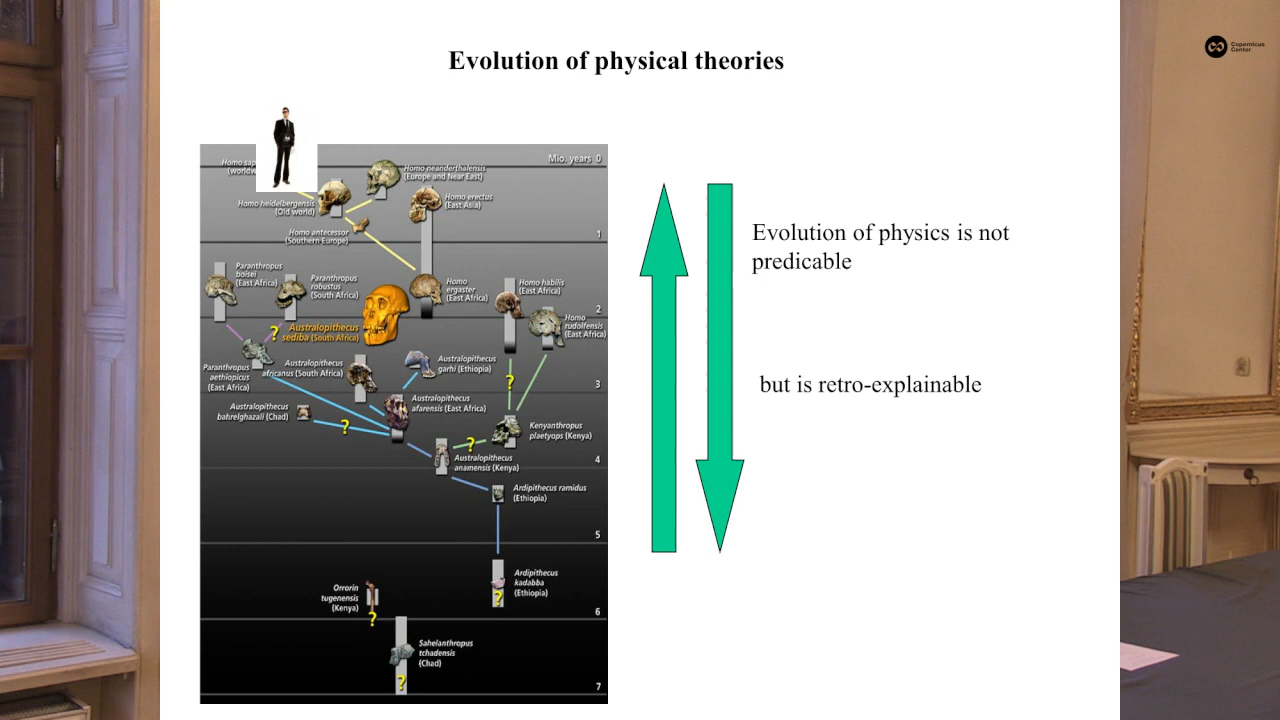 Copernicus
Center
Evolution of physical theories
Mio. years 0
Homo sap
(worldw
Homo neanderthalensis
(Europe and Near East)
Homo heidelbergensis
(Old world)
Homo erectus
(East Asia)
Homo antecessor
(Southern Europe)
1
Paranthropus
boisei
(East Africa)
Paranthropus
robustus
(South Africa)
Homo
ergaster
(East Africa)
Homo habilis
(East Africa)
2
Homo
rudolfensis
(East Africa)
?
Australopithecus
sediba (South Africa)
Paranthropus
aethiopicus
(East Africa)
Australopithecus
africanus (South Africa)
Australopithecus
garhi (Ethiopia)
?
3
Australopithecus
bahrelghazali (Chad)
?
Australopithecus
afarensis (East Africa)
Kenyanthropus
plaetyops (Kenya)
?
Australopithecus
anamensis (Kenya)
4
Ardipithecus ramidus
(Ethiopia)
5
Ardipithecus
kadabba
(Ethiopia)
?
Orrorin
tugenensis
(Kenya)
?
6
Sahelanthropus
tchadensis
(Chad)
?
7
Evolution of physics is not
predicable
but is retro-explainable